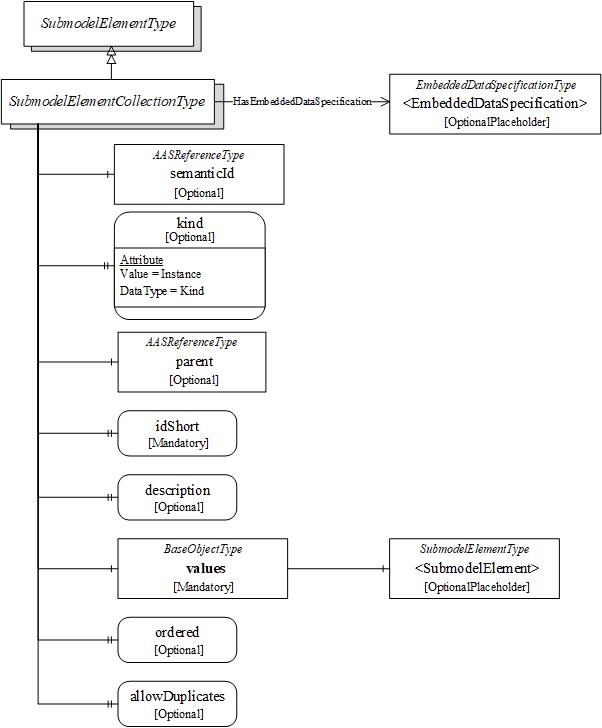 SubmodelElementType
SubmodelElementCollectionType
HasEmbeddedDataSpecification
EmbeddedDataSpecificationType
<EmbeddedDataSpecification>
[OptionalPlaceholder]
AASReferenceType
semanticId
[Optional]
kind
[Optional]
Attribute
Value = Instance
DataType = Kind
AASReferenceType
parent
[Optional]
idShort
[Mandatory]
description
[Optional]
BaseObjectType
values
[Mandatory]
SubmodelElementType
<SubmodelElement>
[OptionalPlaceholder]
ordered
[Optional]
allowDuplicates
[Optional]